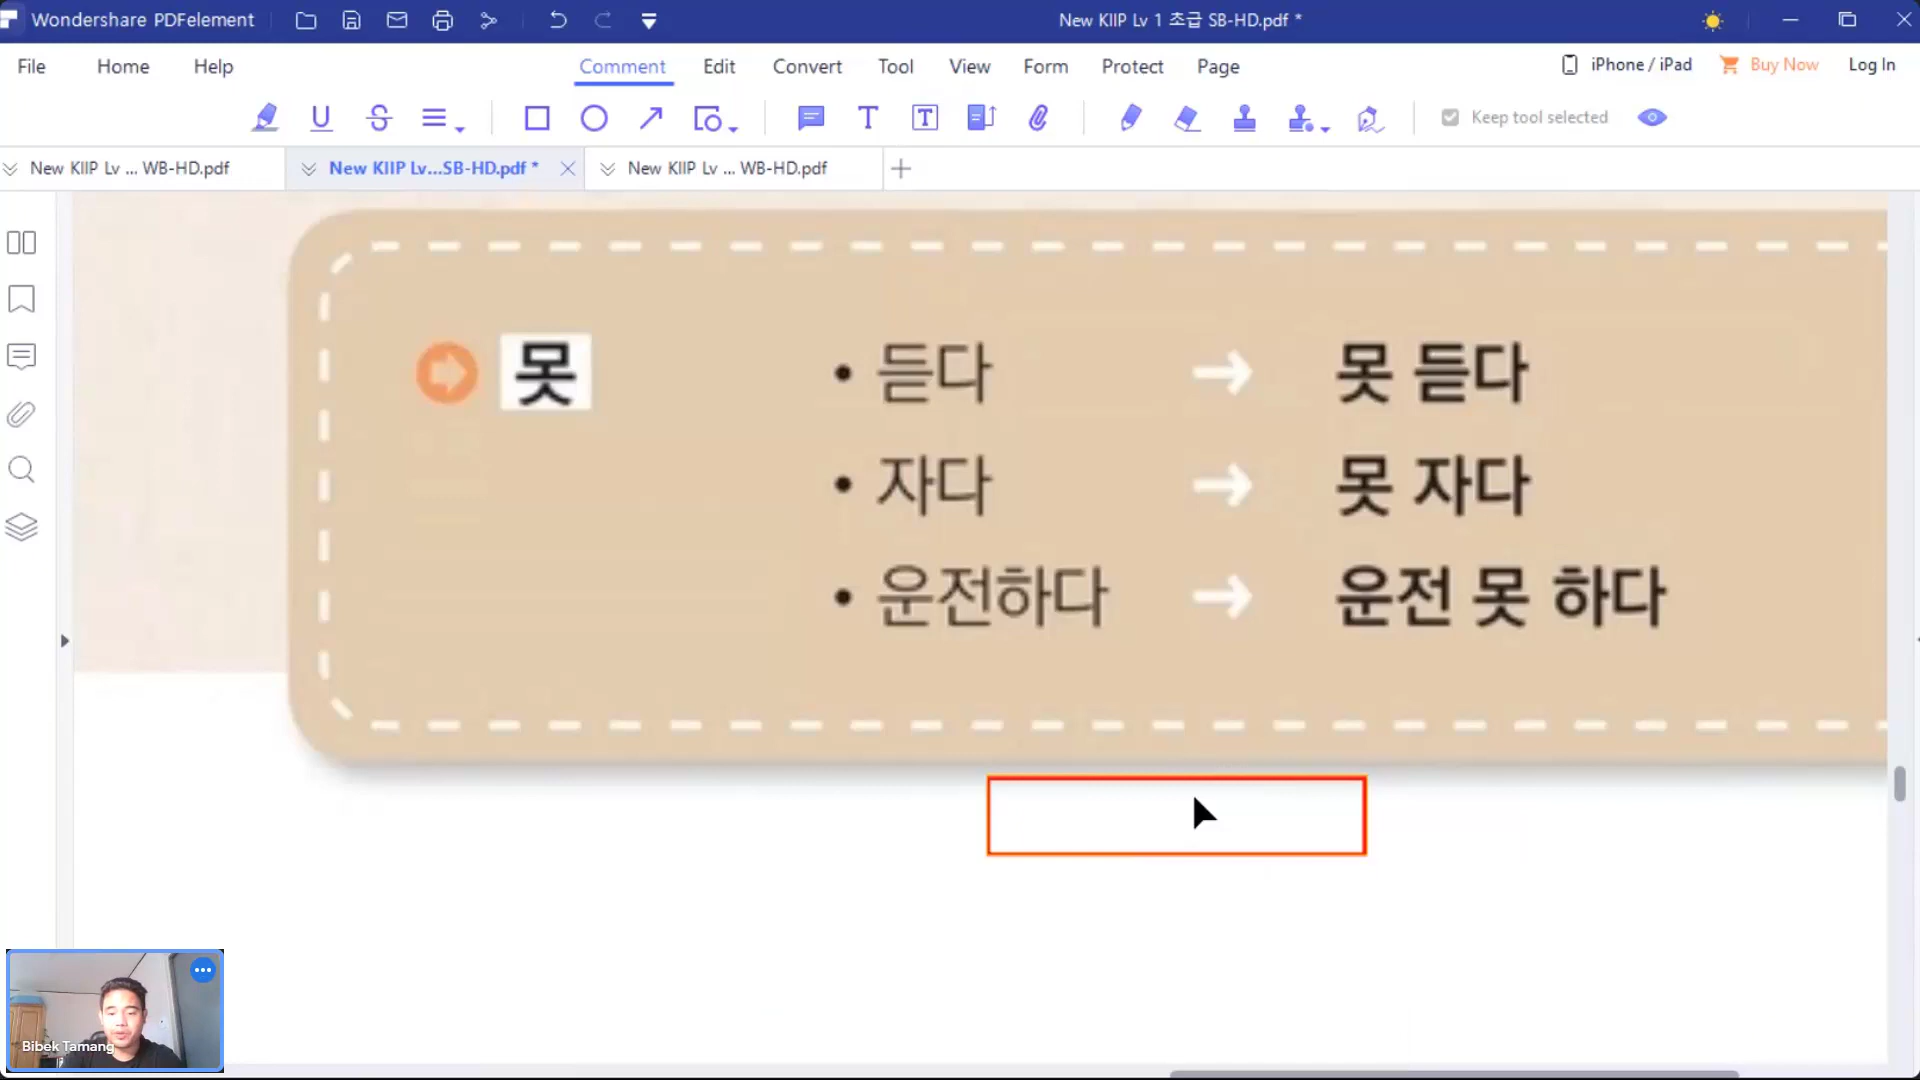 Wondershare PDFelement
New KIIP Lv 1 초급 SB-HD.pdf *
File Home Help Comment Edit Convert Tool View Form Protect Page iPhone / iPad Buy Now Log In
Keep tool selected
New KIIP Lv ... WB-HD.pdf New KIIP Lv...SB-HD.pdf * New KIIP Lv ... WB-HD.pdf
못 • 듣다 → 못 듣다
• 자다 → 못 자다
• 운전하다 → 운전 못 하다
Bibek Tamang